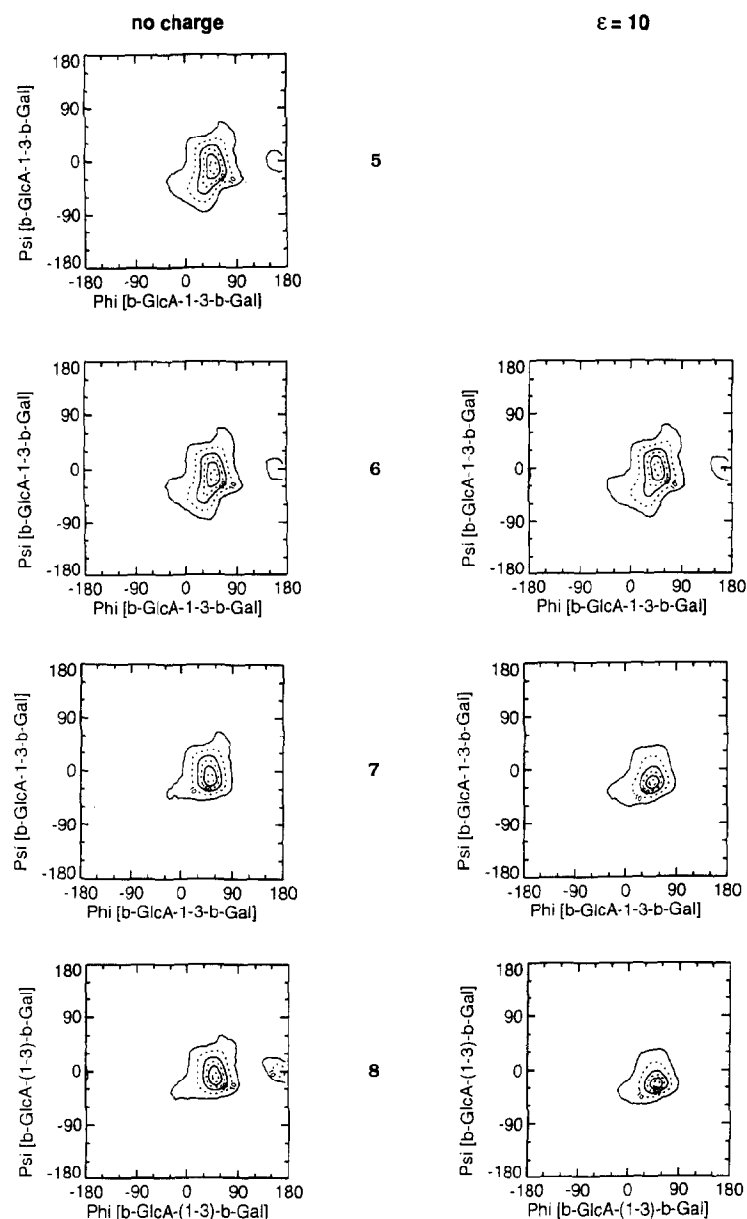 no charge
ε = 10
180
90
0
-90
-180
Psi [b-GlcA-1-3-b-Gal]
-180 -90 0 90 180
Phi [b-GlcA-1-3-b-Gal]
5
180
90
0
-90
-180
Psi [b-GlcA-1-3-b-Gal]
-180 -90 0 90 180
Phi [b-GlcA-1-3-b-Gal]
6
180
90
0
-90
-180
Psi [b-GlcA-1-3-b-Gal]
-180 -90 0 90 180
Phi [b-GlcA-1-3-b-Gal]
180
90
0
-90
-180
Psi [b-GlcA-1-3-b-Gal]
-180 -90 0 90 180
Phi [b-GlcA-1-3-b-Gal]
7
180
90
0
-90
-180
Psi [b-GlcA-1-3-b-Gal]
-180 -90 0 90 180
Phi [b-GlcA-1-3-b-Gal]
180
90
0
-90
-180
Psi [b-GlcA-(1-3)-b-Gal]
-180 -90 0 90 180
Phi [b-GlcA-(1-3)-b-Gal]
8
180
90
0
-90
-180
Psi [b-GlcA-(1-3)-b-Gal]
-180 -90 0 90 180
Phi [b-GlcA-(1-3)-b-Gal]